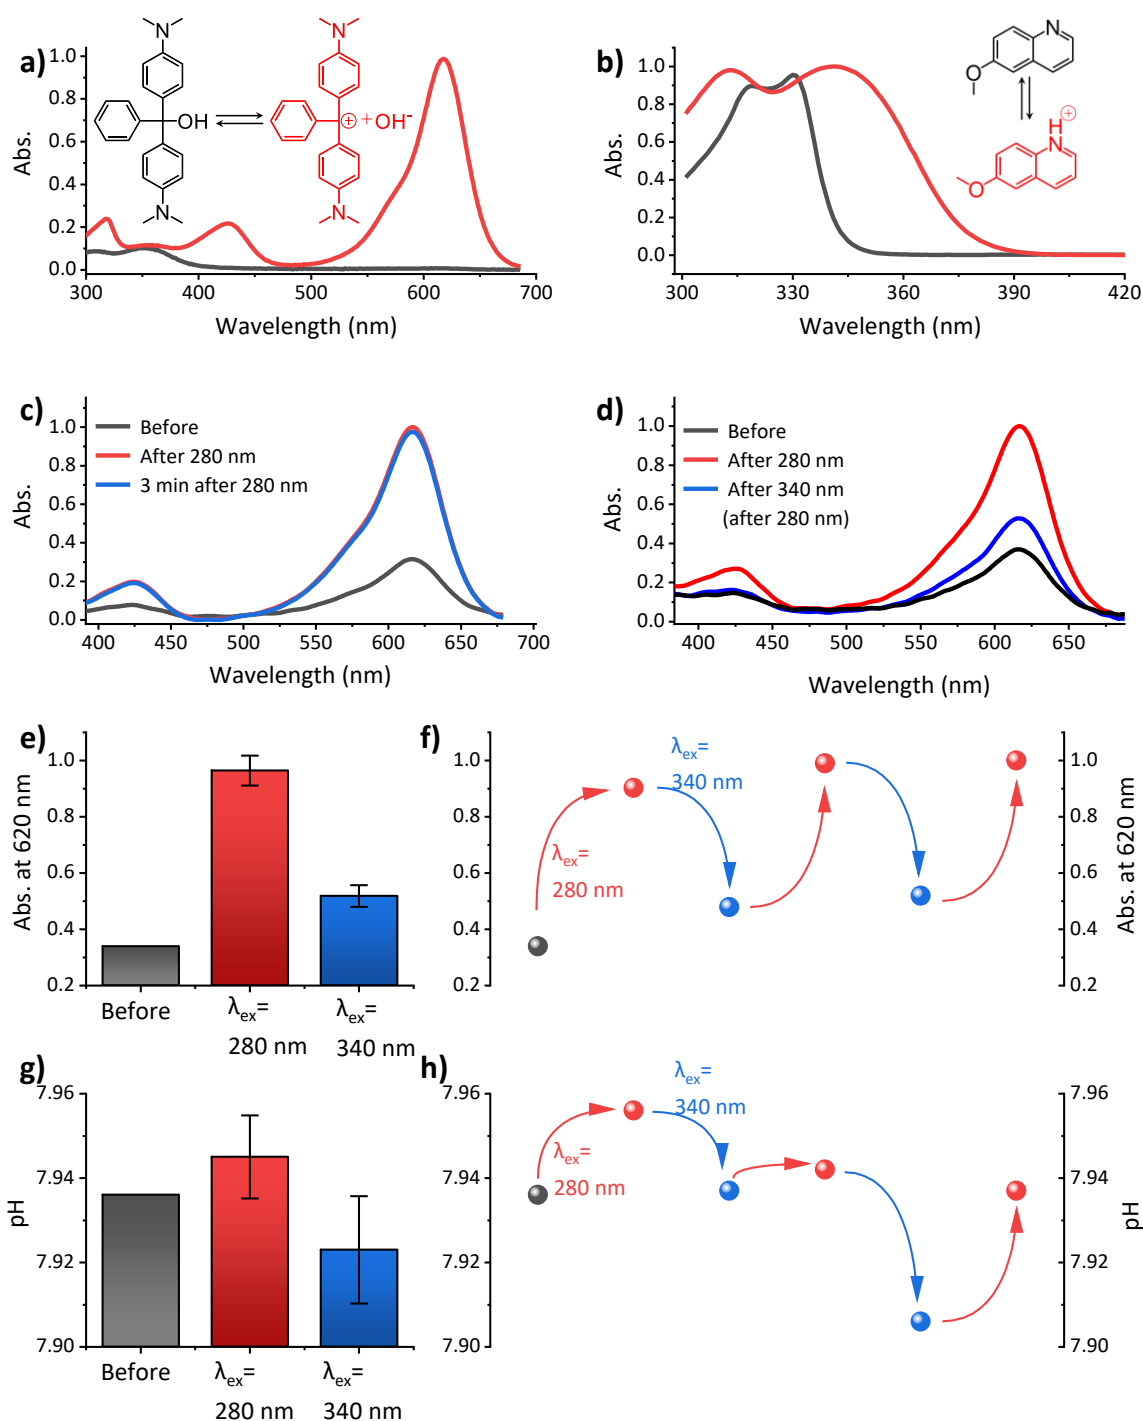 a)
Abs.
1.0
0.8
0.6
0.4
0.2
0.0
300
400
500
600
700
Wavelength (nm)
N
OH
N
N
⊕ + OH-
N
b)
Abs.
1.0
0.8
0.6
0.4
0.2
0.0
300
330
360
390
420
Wavelength (nm)
N
O
H
N ⊕
O
c)
Abs.
1.0
0.8
0.6
0.4
0.2
0.0
Before
After 280 nm
3 min after 280 nm
400
450
500
550
600
650
700
Wavelength (nm)
d)
Abs.
1.0
0.8
0.6
0.4
0.2
0.0
Before
After 280 nm
After 340 nm
(after 280 nm)
400
450
500
550
600
650
Wavelength (nm)
e)
Abs. at 620 nm
1.0
0.8
0.6
0.4
0.2
Before
λex=
280 nm
λex=
340 nm
f)
1.0
0.8
0.6
0.4
0.2
λex=
280 nm
λex=
340 nm
1.0
0.8
0.6
0.4
0.2
Abs. at 620 nm
g)
pH
7.96
7.94
7.92
7.90
Before
λex=
280 nm
λex=
340 nm
h)
λex=
280 nm
λex=
340 nm
7.96
7.94
7.92
7.90
pH